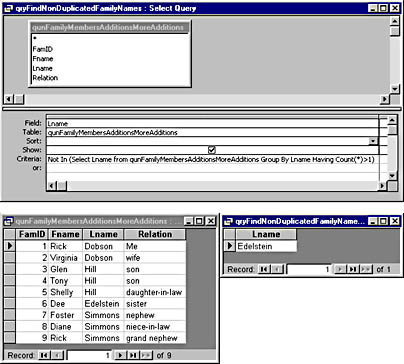 qryFindNonDuplicatedFamilyNames : Select Query
qunFamilyMembersAdditionsMoreAdditions
*
FamID
Fname
Lname
Relation
Field: Lname
Table: qunFamilyMembersAdditionsMoreAdditions
Sort:
Show:
Criteria: Not In (Select Lname from qunFamilyMembersAdditionsMoreAdditions Group By Lname Having Count(*)>1)
or:
qunFamilyMembersAdditionsMoreAdditions : ...
FamID Fname Lname Relation
1 Rick Dobson Me
2 Virginia Dobson wife
3 Glen Hill son
4 Tony Hill son
5 Shelly Hill daughter-in-law
6 Dee Edelstein sister
7 Foster Simmons nephew
8 Diane Simmons niece-in-law
9 Rick Simmons grand nephew
Record: 1 of 9
qryFindNonDuplicatedFamilyName...
Lname
Edelstein
Record: 1 of 1